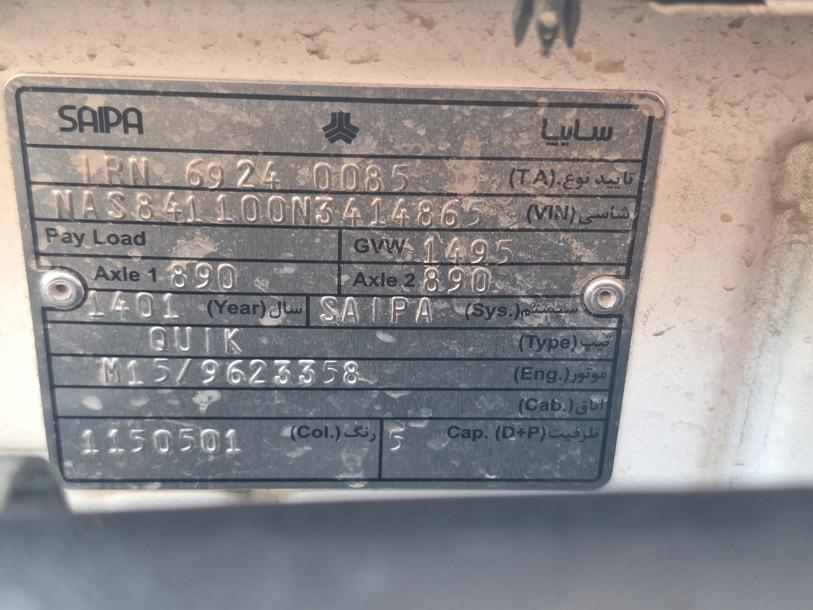 SAIPA سایپا
IRN 6924 0085 تایید نوع.(T A)
NAS841100N3414865 شاسی(VIN)
Pay Load GVW 1495
Axle 1 890 Axle 2 890
1401 سال(Year) SAIPA سیستم(Sys.)
QUIK تیپ(Type)
M15/9623358 موتور(Eng.)
اتاق(Cab.)
1150501 رنگ(Col.) 5 Cap. (D+P)ظرفیت